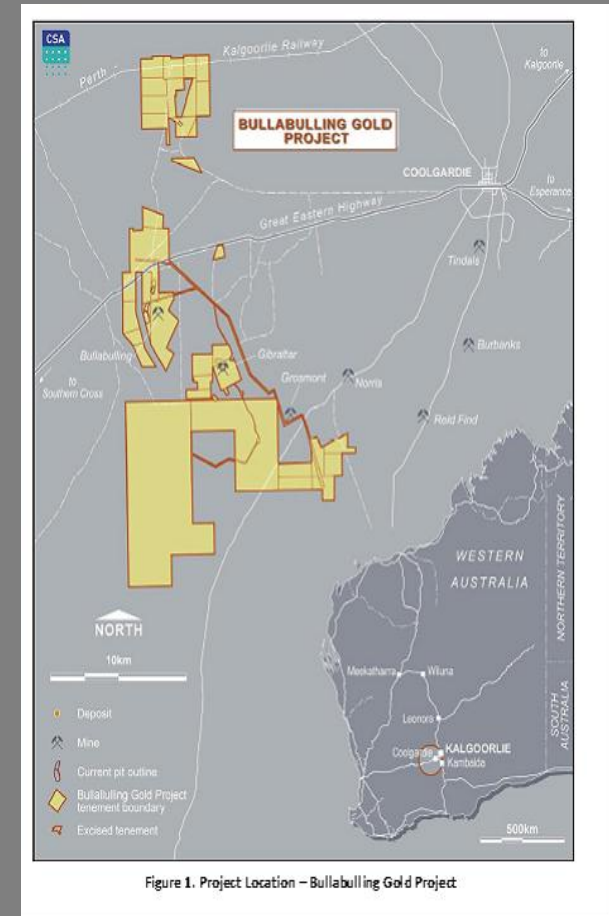 CSA
Perth
Kalgoorlie Railway
to
Kalgoorlie
BULLABULLING GOLD
PROJECT
COOLGARDIE
to
Esperance
Great Eastern Highway
Tindals
Bullabulling
Gibraltar
Burbanks
Grosmont
Norris
to
Southern Cross
Reid Find
WESTERN
AUSTRALIA
NORTHERN TERRITORY
SOUTH
AUSTRALIA
NORTH
10km
Meekatharra
Wiluna
Leonora
Coolgardie
KALGOORLIE
Kambalda
Deposit
Mine
Current pit outline
Bullabulling Gold Project
tenement boundary
Excised tenement
500km
Figure 1. Project Location – Bullabulling Gold Project